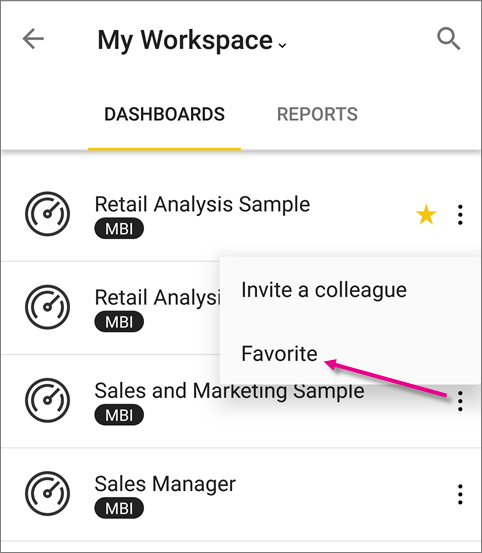 My Workspace
DASHBOARDS REPORTS
Retail Analysis Sample
MBI
Invite a colleague
Retail Analysi
MBI
Favorite
Sales and Marketing Sample
MBI
Sales Manager
MBI